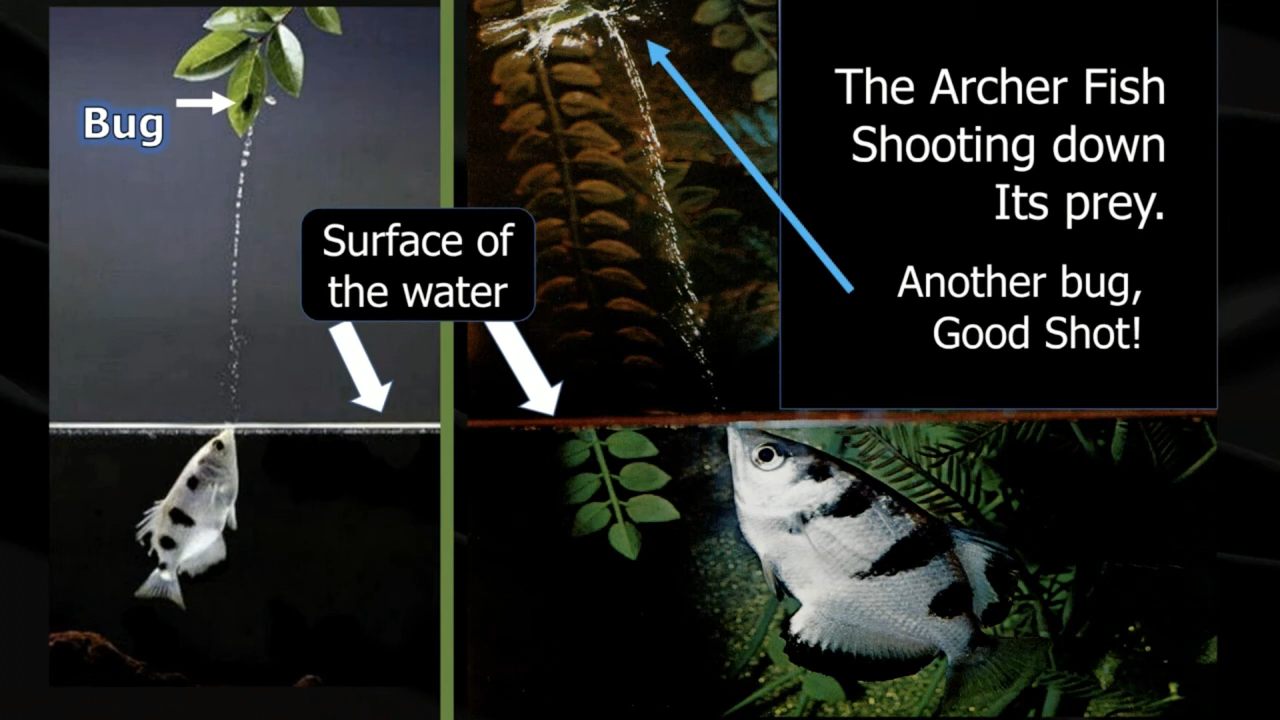 Bug
Surface of
the water
The Archer Fish
Shooting down
Its prey.
Another bug,
Good Shot!